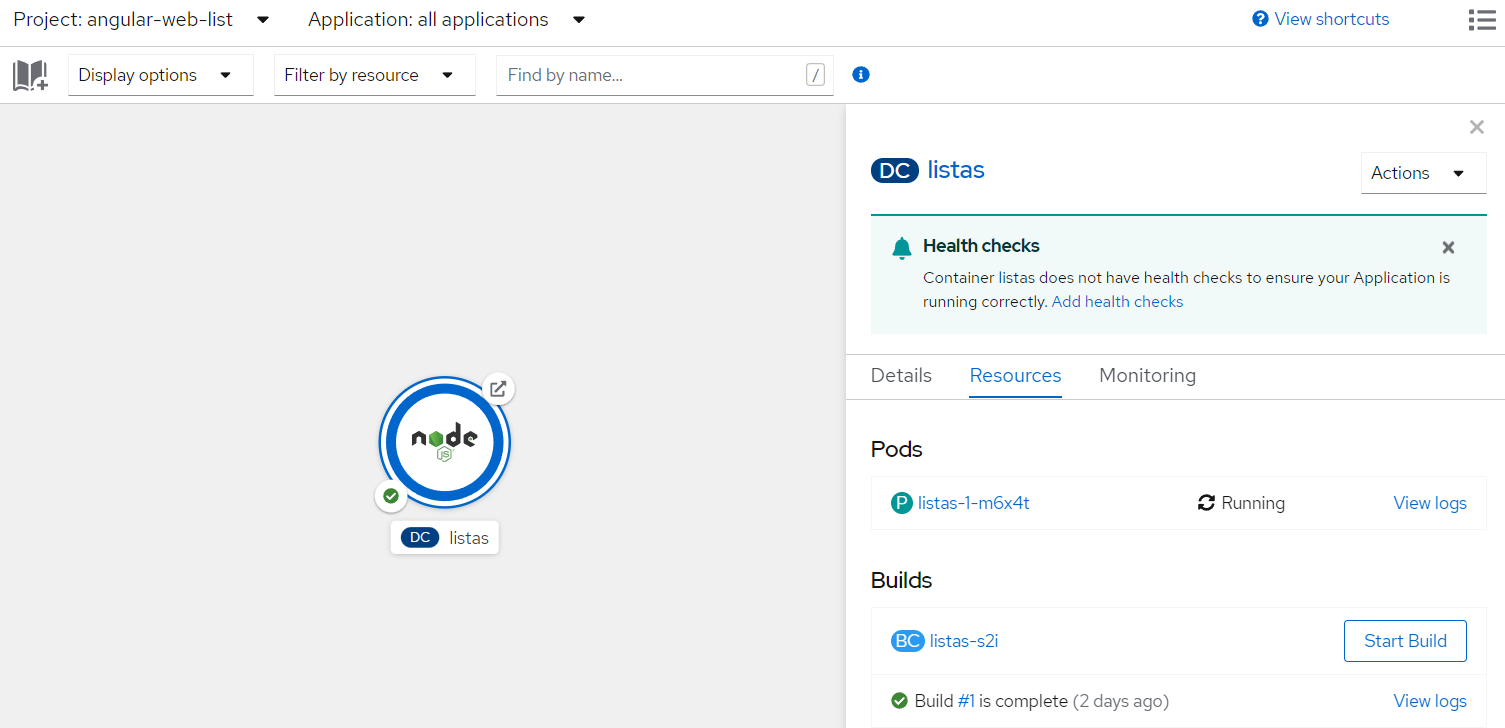 Project: angular-web-list
Application: all applications
View shortcuts
Display options
Filter by resource
Find by name...
/
DC listas
Actions
Health checks
Container listas does not have health checks to ensure your Application is
running correctly. Add health checks
Details
Resources
Monitoring
node
JS
DC listas
Pods
P listas-1-m6x4t
Running
View logs
Builds
BC listas-s2i
Start Build
Build #1 is complete (2 days ago)
View logs